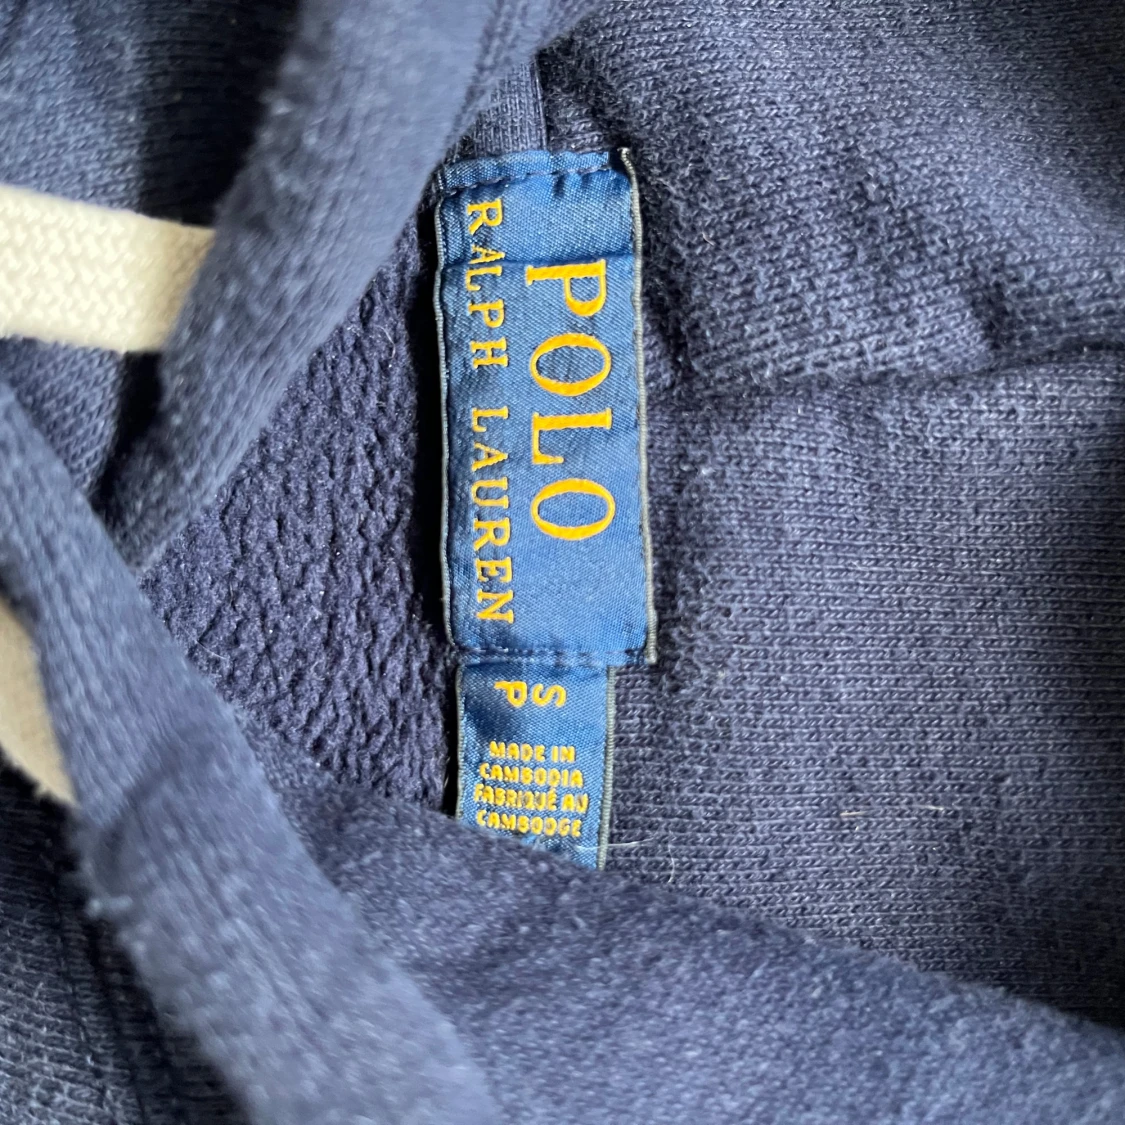 POLO
RALPH LAUREN
S
P
MADE IN
CAMBODIA
FABRIQUÉ AU
CAMBODGE